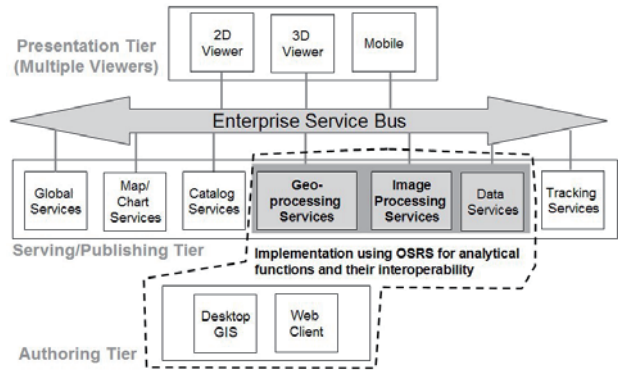 Presentation Tier
(Multiple Viewers)
2D
Viewer
3D
Viewer
Mobile
Enterprise Service Bus
Global
Services
Map/
Chart
Services
Catalog
Services
Geo-
processing
Services
Image
Processing
Services
Data
Services
Tracking
Services
Serving/Publishing Tier
Implementation using OSRS for analytical
functions and their interoperability
Desktop
GIS
Web
Client
Authoring Tier